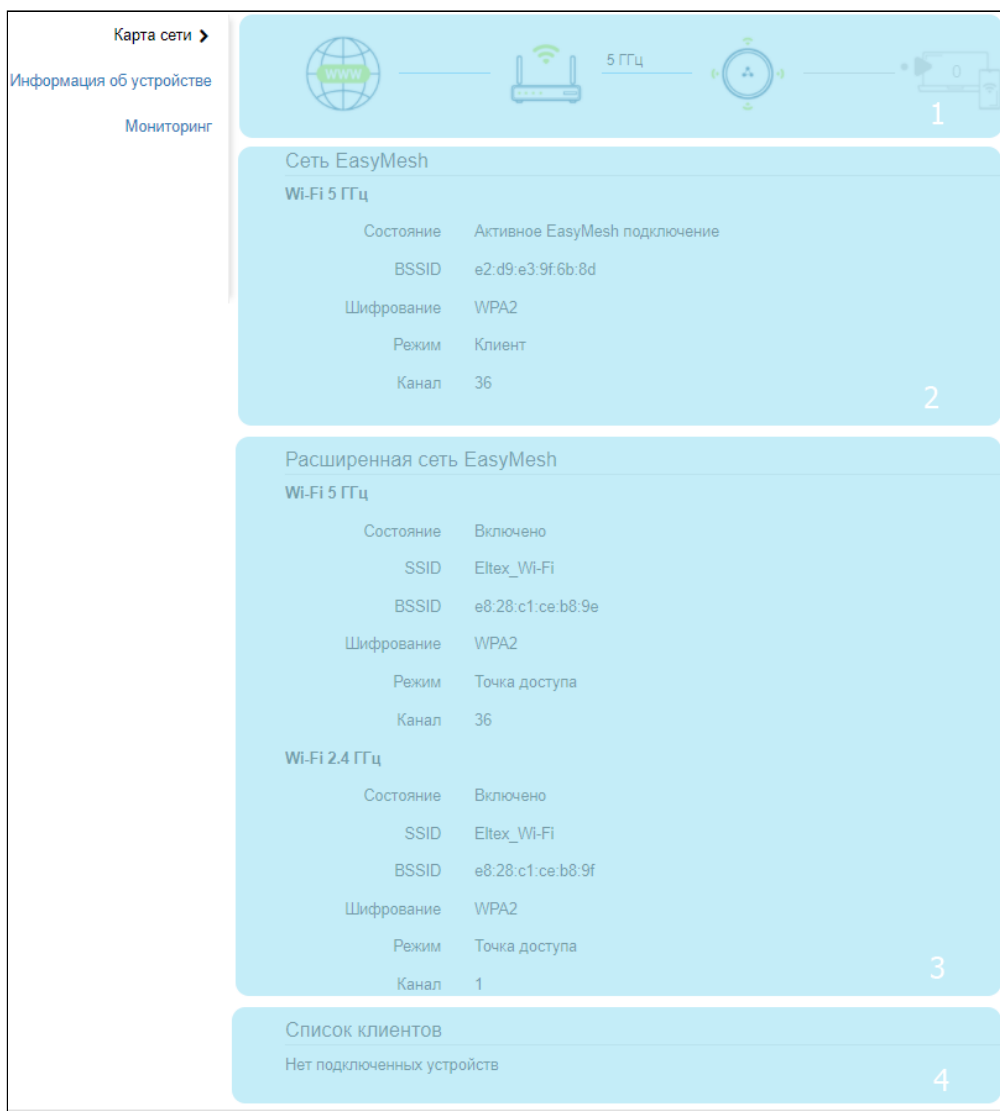 Карта сети
Информация об устройстве
Мониторинг
WWW
5 ГГц
0
1
Сеть EasyMesh
Wi-Fi 5 ГГц
Состояние Активное EasyMesh подключение
BSSID e2:d9:e3:9f:6b:8d
Шифрование WPA2
Режим Клиент
Канал 36
2
Расширенная сеть EasyMesh
Wi-Fi 5 ГГц
Состояние Включено
SSID Eltex_Wi-Fi
BSSID e8:28:c1:ce:b8:9e
Шифрование WPA2
Режим Точка доступа
Канал 36
Wi-Fi 2.4 ГГц
Состояние Включено
SSID Eltex_Wi-Fi
BSSID e8:28:c1:ce:b8:9f
Шифрование WPA2
Режим Точка доступа
Канал 1
3
Список клиентов
Нет подключенных устройств
4